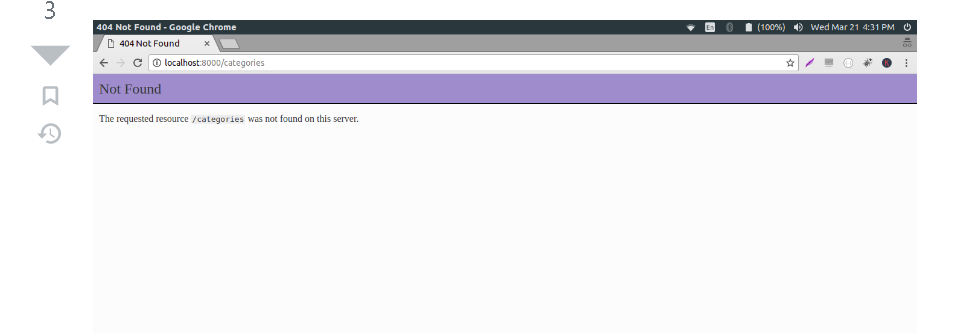 3
404 Not Found - Google Chrome
En
(100%)
Wed Mar 21 4:31 PM
404 Not Found
localhost:8000/categories
Not Found
The requested resource /categories was not found on this server.